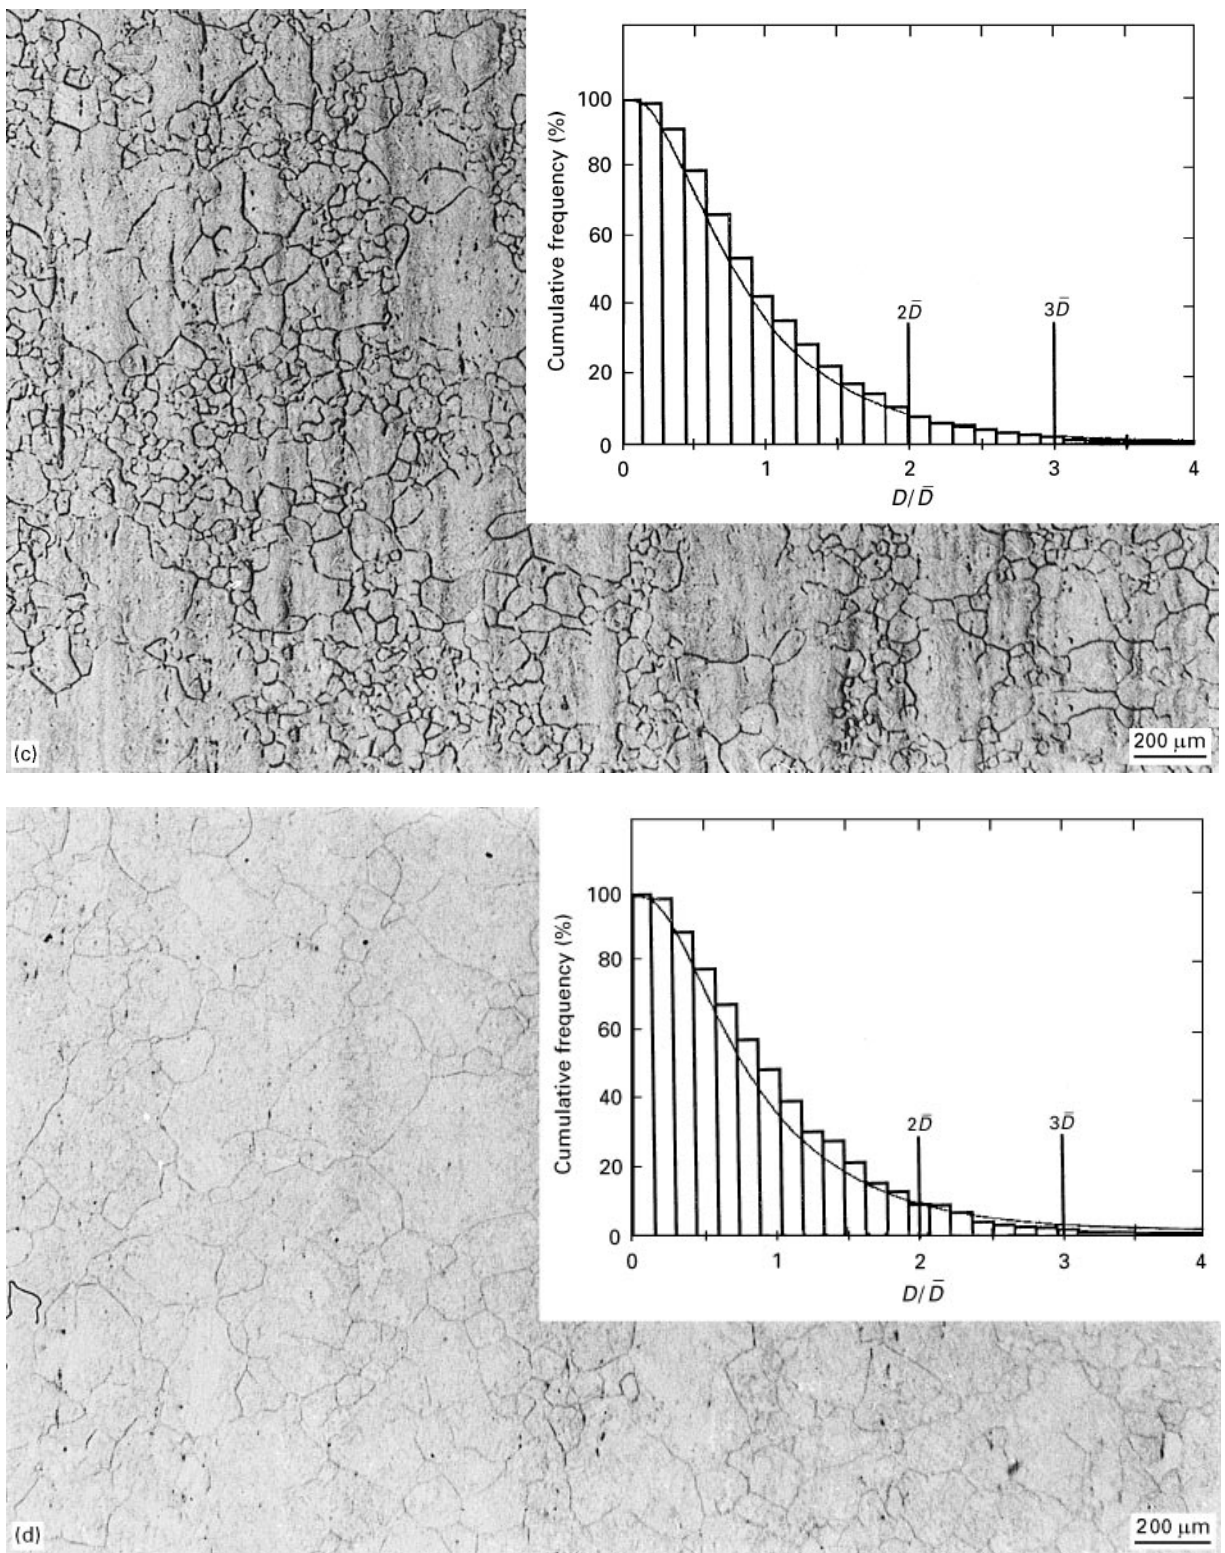 100
80
60
40
20
0
Cumulative frequency (%)
2D̅
3D̅
0 1 2 3 4
D/D̅
(c)
200 μm
100
80
60
40
20
0
Cumulative frequency (%)
2D̅
3D̅
0 1 2 3 4
D/D̅
(d)
200 μm